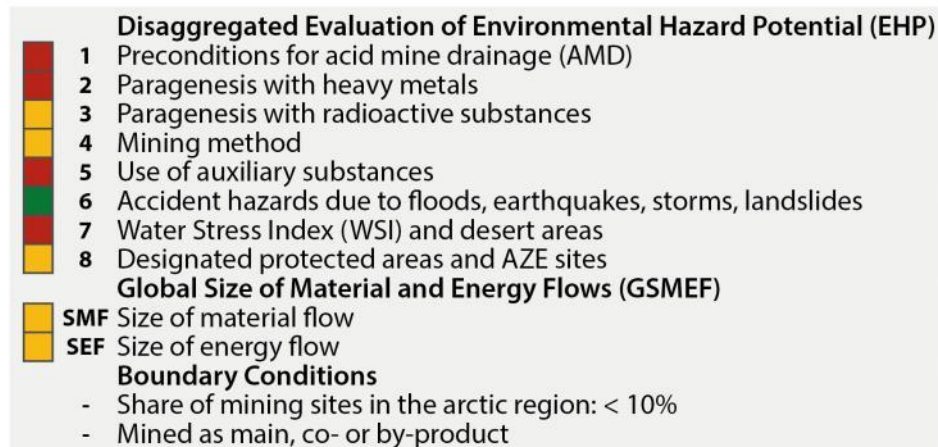 Disaggregated Evaluation of Environmental Hazard Potential (EHP)
1 Preconditions for acid mine drainage (AMD)
2 Paragenesis with heavy metals
3 Paragenesis with radioactive substances
4 Mining method
5 Use of auxiliary substances
6 Accident hazards due to floods, earthquakes, storms, landslides
7 Water Stress Index (WSI) and desert areas
8 Designated protected areas and AZE sites
Global Size of Material and Energy Flows (GSMEF)
SMF Size of material flow
SEF Size of energy flow
Boundary Conditions
- Share of mining sites in the arctic region: < 10%
- Mined as main, co- or by-product